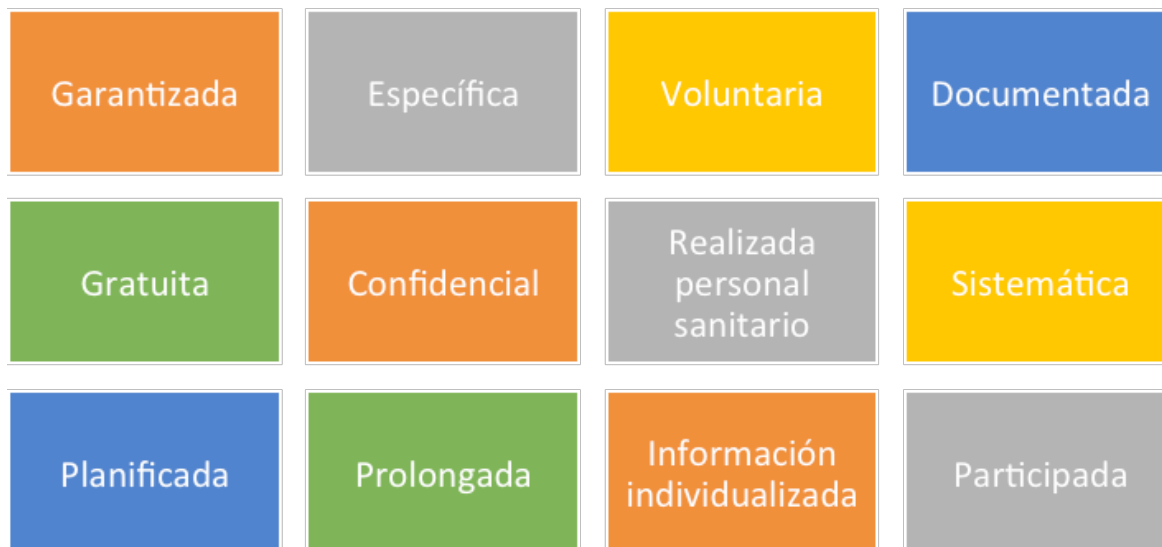 Garantizada
Específica
Voluntaria
Documentada
Gratuita
Confidencial
Realizada
personal
sanitario
Sistemática
Planificada
Prolongada
Información
individualizada
Participada